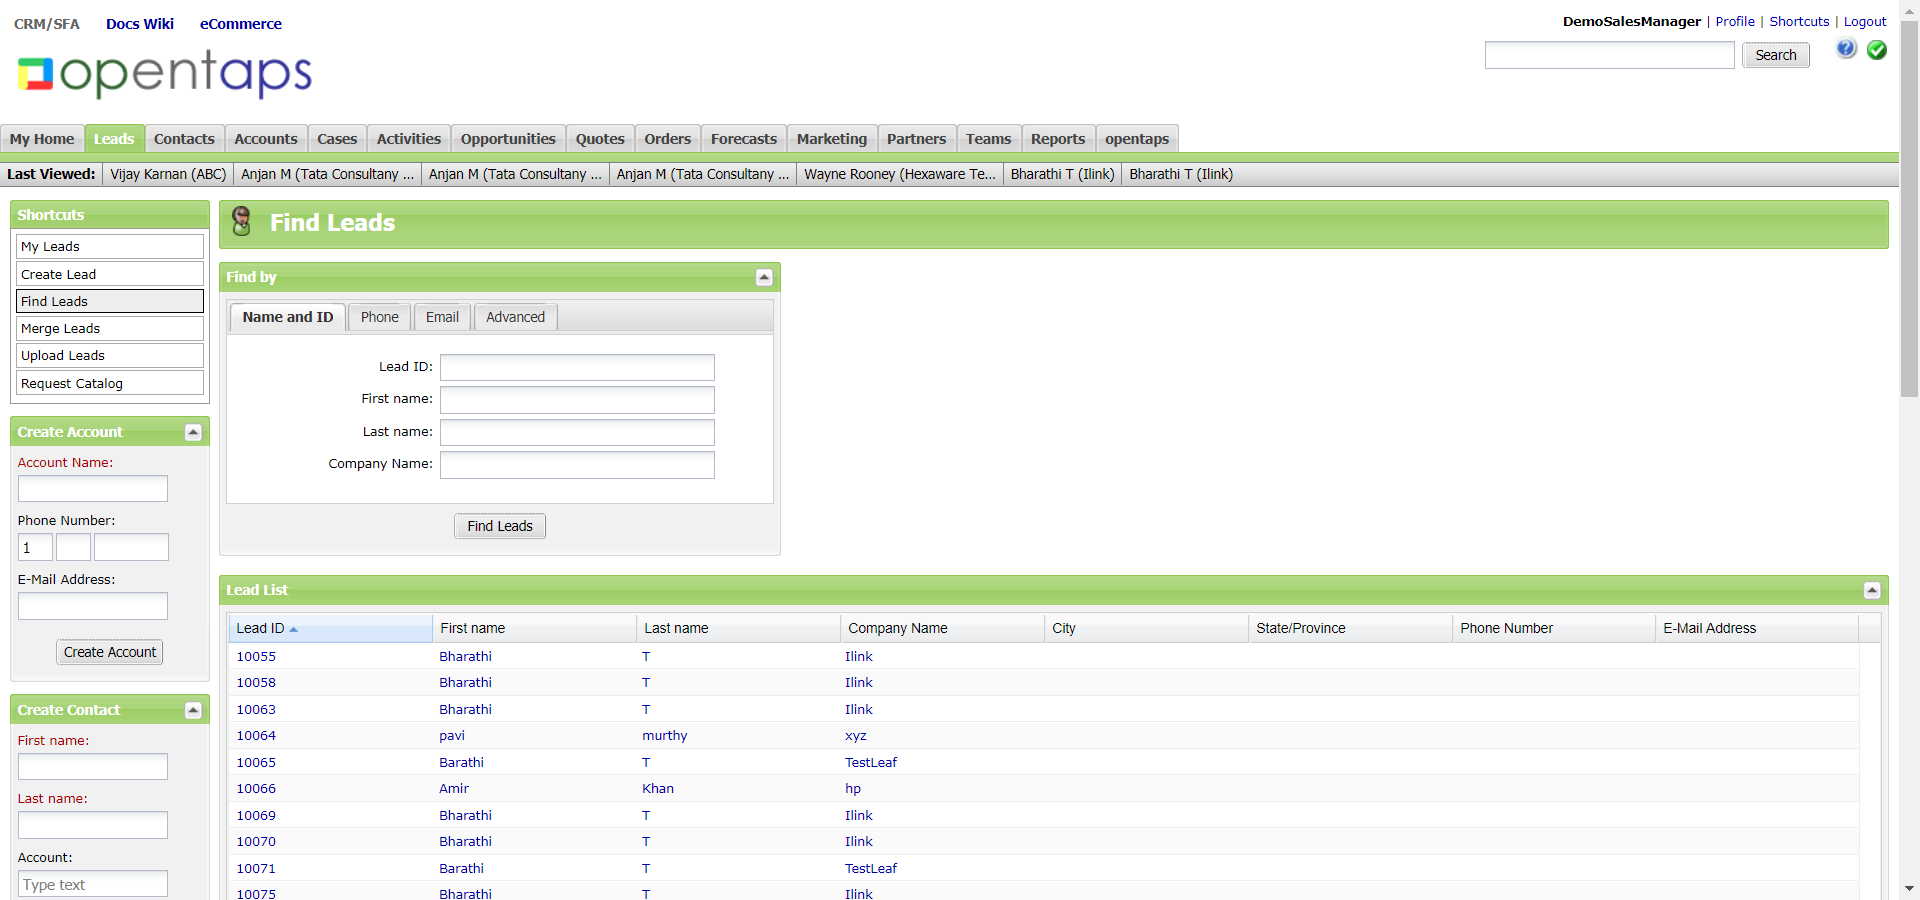 CRM/SFA Docs Wiki eCommerce
DemoSalesManager | Profile | Shortcuts | Logout
opentaps
Search
My Home Leads Contacts Accounts Cases Activities Opportunities Quotes Orders Forecasts Marketing Partners Teams Reports opentaps
Last Viewed: Vijay Karnan (ABC) Anjan M (Tata Consultany ... Anjan M (Tata Consultany ... Anjan M (Tata Consultany ... Wayne Rooney (Hexaware Te... Bharathi T (Ilink) Bharathi T (Ilink)
Shortcuts
My Leads
Create Lead
Find Leads
Merge Leads
Upload Leads
Request Catalog
Create Account
Account Name:
Phone Number:
1
E-Mail Address:
Create Account
Create Contact
First name:
Last name:
Account:
Type text
Find Leads
Find by
Name and ID Phone Email Advanced
Lead ID:
First name:
Last name:
Company Name:
Find Leads
Lead List
Lead ID First name Last name Company Name City State/Province Phone Number E-Mail Address
10055 Bharathi T Ilink
10058 Bharathi T Ilink
10063 Bharathi T Ilink
10064 pavi murthy xyz
10065 Barathi T TestLeaf
10066 Amir Khan hp
10069 Bharathi T Ilink
10070 Bharathi T Ilink
10071 Barathi T TestLeaf
10075 Bharathi T Ilink